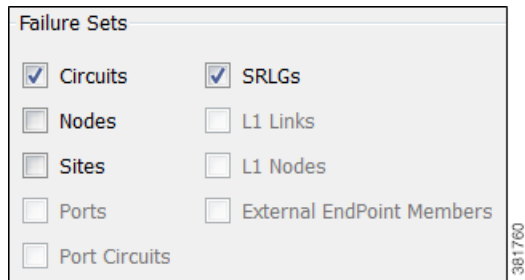 Failure Sets
Circuits
SRLGs
Nodes
L1 Links
Sites
L1 Nodes
Ports
External EndPoint Members
Port Circuits
381760